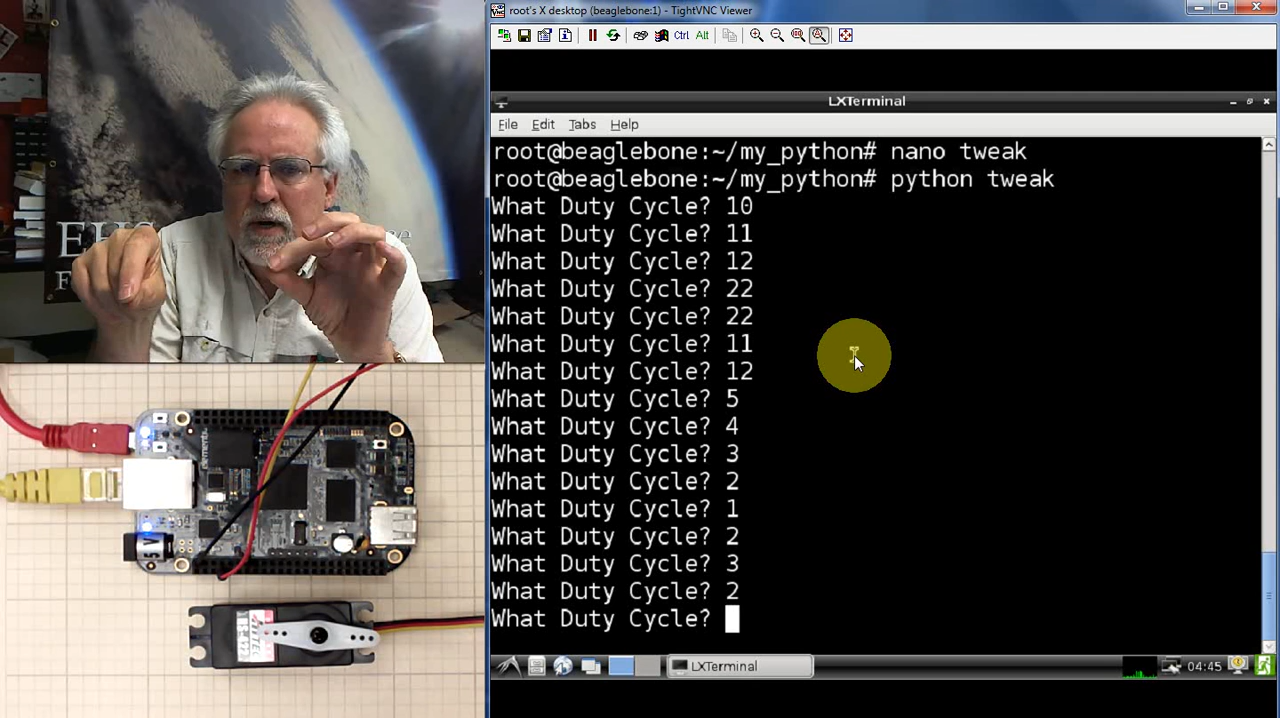 root's X desktop (beaglebone:1) - TightVNC Viewer
Ctrl Alt
LXTerminal
File Edit Tabs Help
root@beaglebone:~/my_python# nano tweak
root@beaglebone:~/my_python# python tweak
What Duty Cycle? 10
What Duty Cycle? 11
What Duty Cycle? 12
What Duty Cycle? 22
What Duty Cycle? 22
What Duty Cycle? 11
What Duty Cycle? 12
What Duty Cycle? 5
What Duty Cycle? 4
What Duty Cycle? 3
What Duty Cycle? 2
What Duty Cycle? 1
What Duty Cycle? 2
What Duty Cycle? 3
What Duty Cycle? 2
What Duty Cycle?
LXTerminal
04:45
5 V